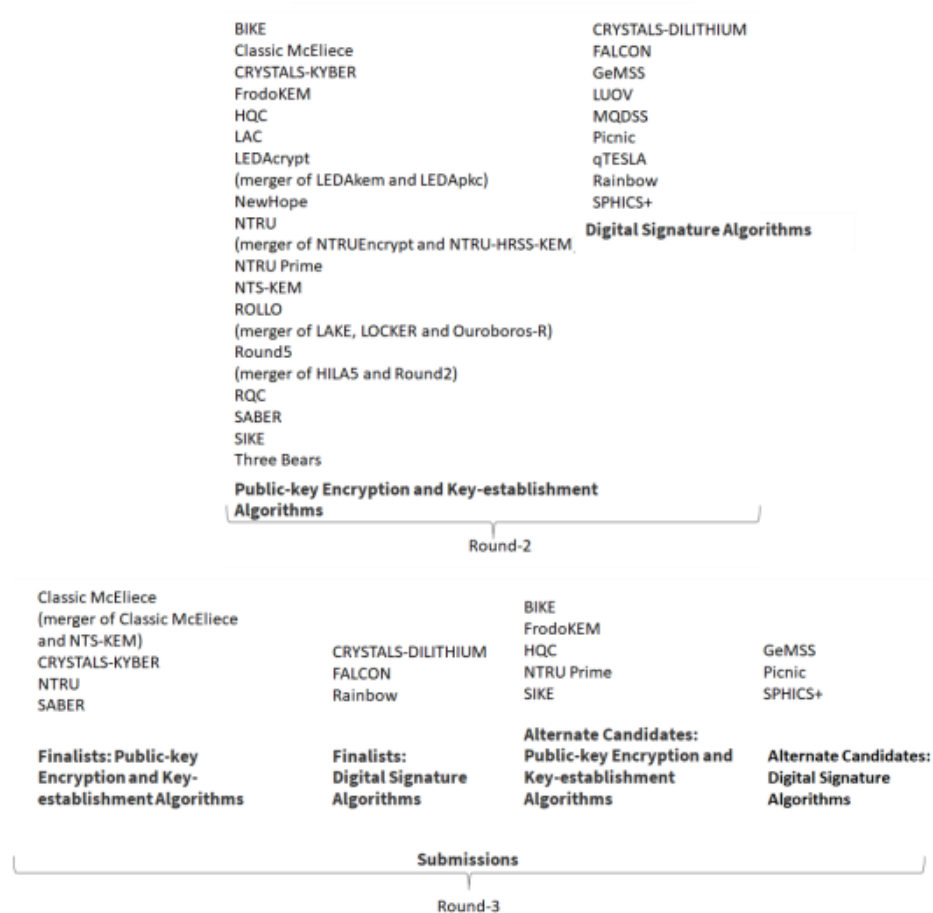 BIKE
Classic McEliece
CRYSTALS-KYBER
FrodoKEM
HQC
LAC
LEDAcrypt
(merger of LEDAkem and LEDApkc)
NewHope
NTRU
(merger of NTRUEncrypt and NTRU-HRSS-KEM
NTRU Prime
NTS-KEM
ROLLO
(merger of LAKE, LOCKER and Ouroboros-R)
Round5
(merger of HILA5 and Round2)
RQC
SABER
SIKE
Three Bears
Public-key Encryption and Key-establishment
Algorithms
CRYSTALS-DILITHIUM
FALCON
GeMSS
LUOV
MQDSS
Picnic
qTESLA
Rainbow
SPHICS+
Digital Signature Algorithms
Round-2
Classic McEliece
(merger of Classic McEliece
and NTS-KEM)
CRYSTALS-KYBER
NTRU
SABER
Finalists: Public-key
Encryption and Key-
establishment Algorithms
CRYSTALS-DILITHIUM
FALCON
Rainbow
Finalists:
Digital Signature
Algorithms
BIKE
FrodoKEM
HQC
NTRU Prime
SIKE
Alternate Candidates:
Public-key Encryption and
Key-establishment
Algorithms
GeMSS
Picnic
SPHICS+
Alternate Candidates:
Digital Signature
Algorithms
Submissions
Round-3